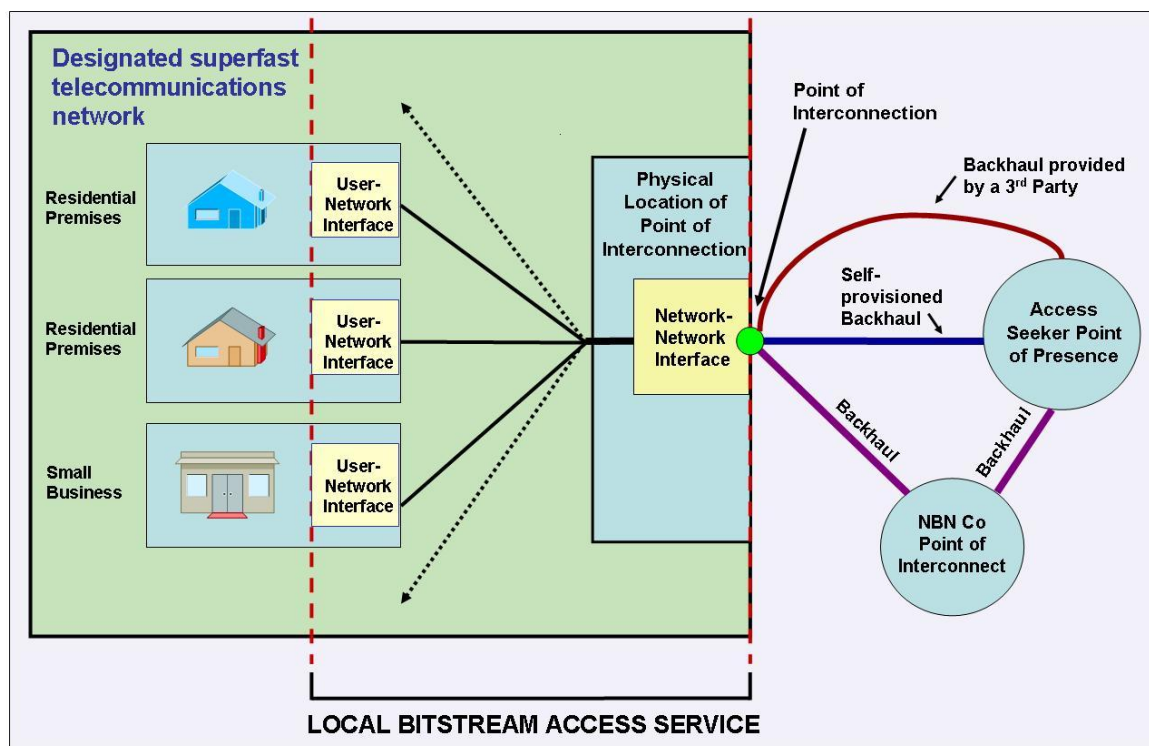 Designated superfast
telecommunications
network
Residential
Premises
User-
Network
Interface
Residential
Premises
User-
Network
Interface
Small
Business
User-
Network
Interface
Physical
Location of
Point of
Interconnection
Network-
Network
Interface
Point of
Interconnection
Backhaul provided
by a 3rd Party
Self-
provisioned
Backhaul
Access
Seeker Point
of Presence
Backhaul
Backhaul
NBN Co
Point of
Interconnect
LOCAL BITSTREAM ACCESS SERVICE